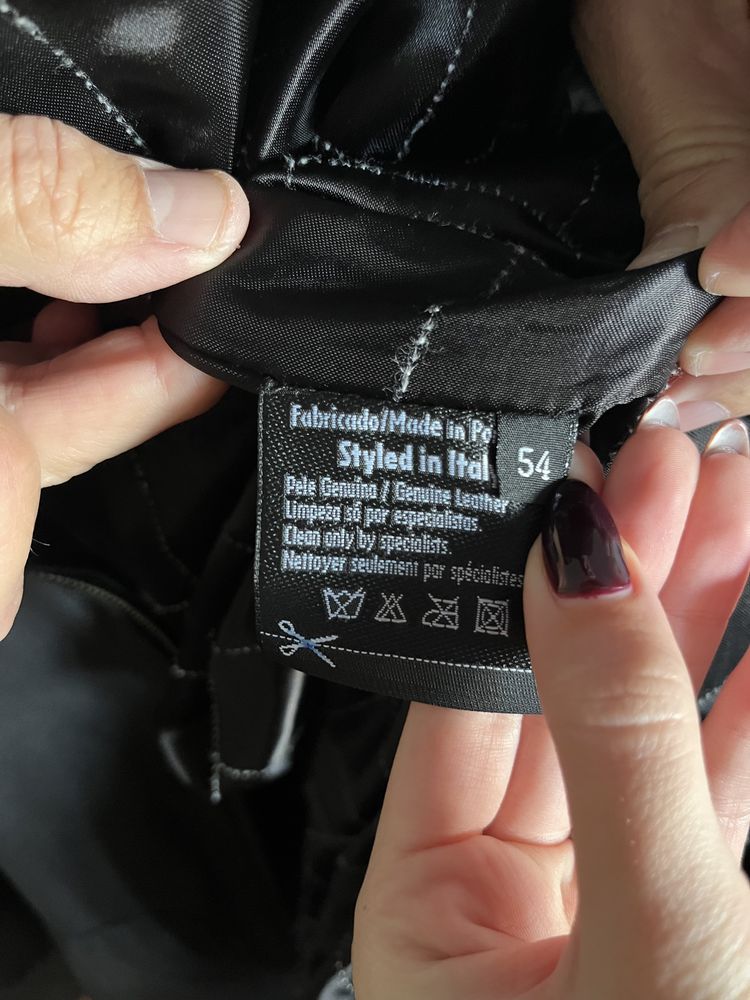 Fabricado/Made in Po
Styled in Ital
54
Pele Genuina / Genuine Leather
Limpeza só por especialistas.
Clean only by specialists.
Nettoyer seulement par spécialistes